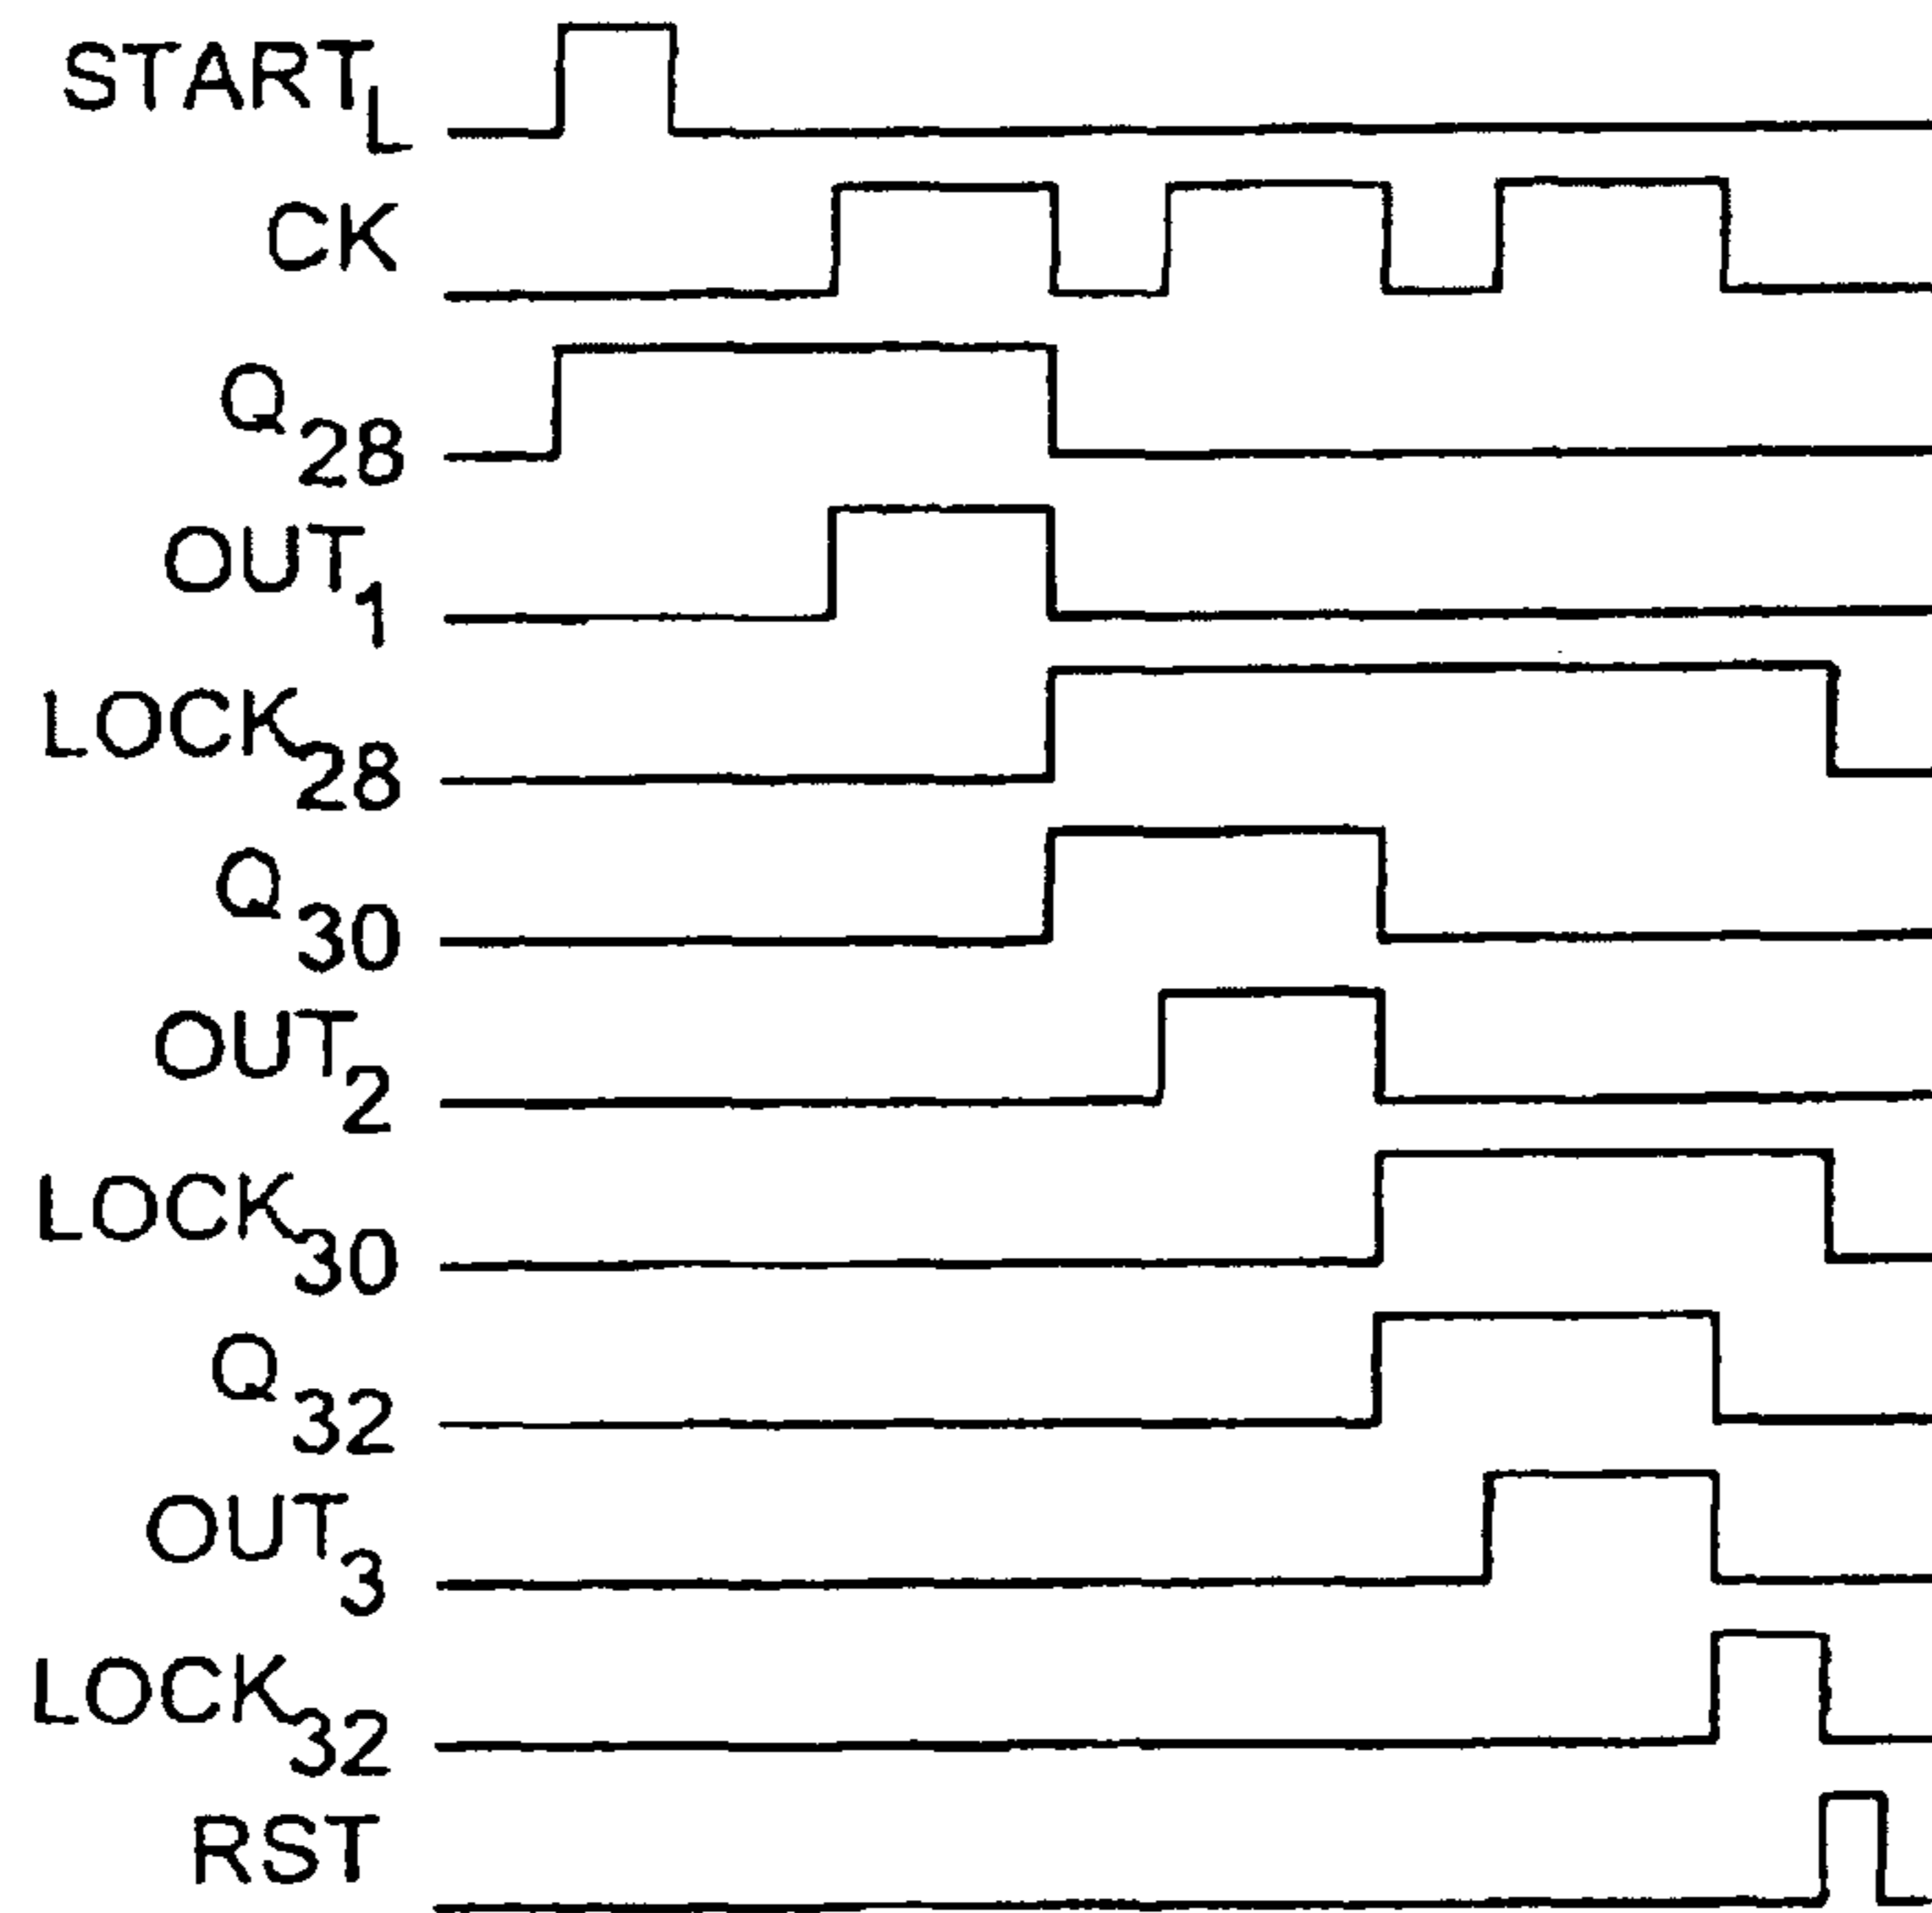 START_L
CK
Q_28
OUT_1
LOCK_28
Q_30
OUT_2
LOCK_30
Q_32
OUT_3
LOCK_32
RST